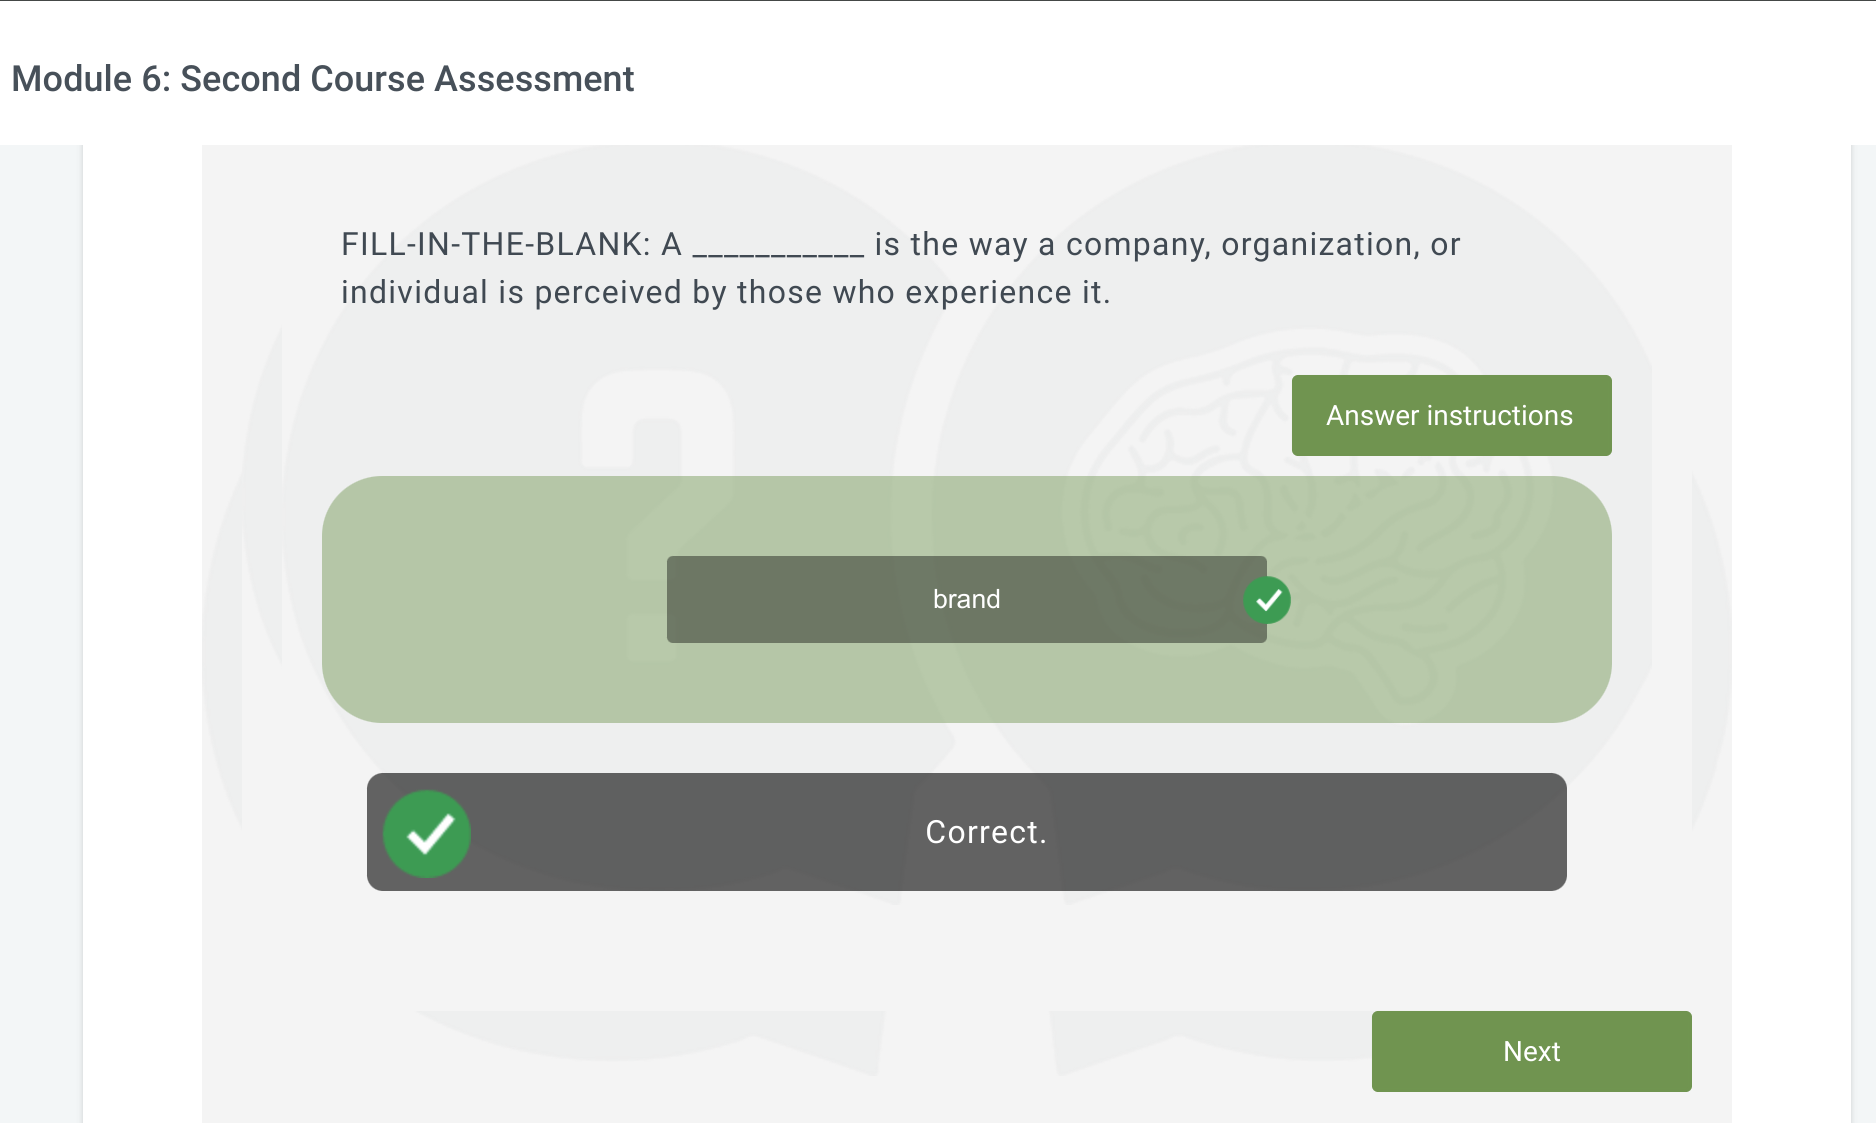 Module 6: Second Course Assessment
FILL-IN-THE-BLANK: A ___________ is the way a company, organization, or
individual is perceived by those who experience it.
Answer instructions
brand
Correct.
Next